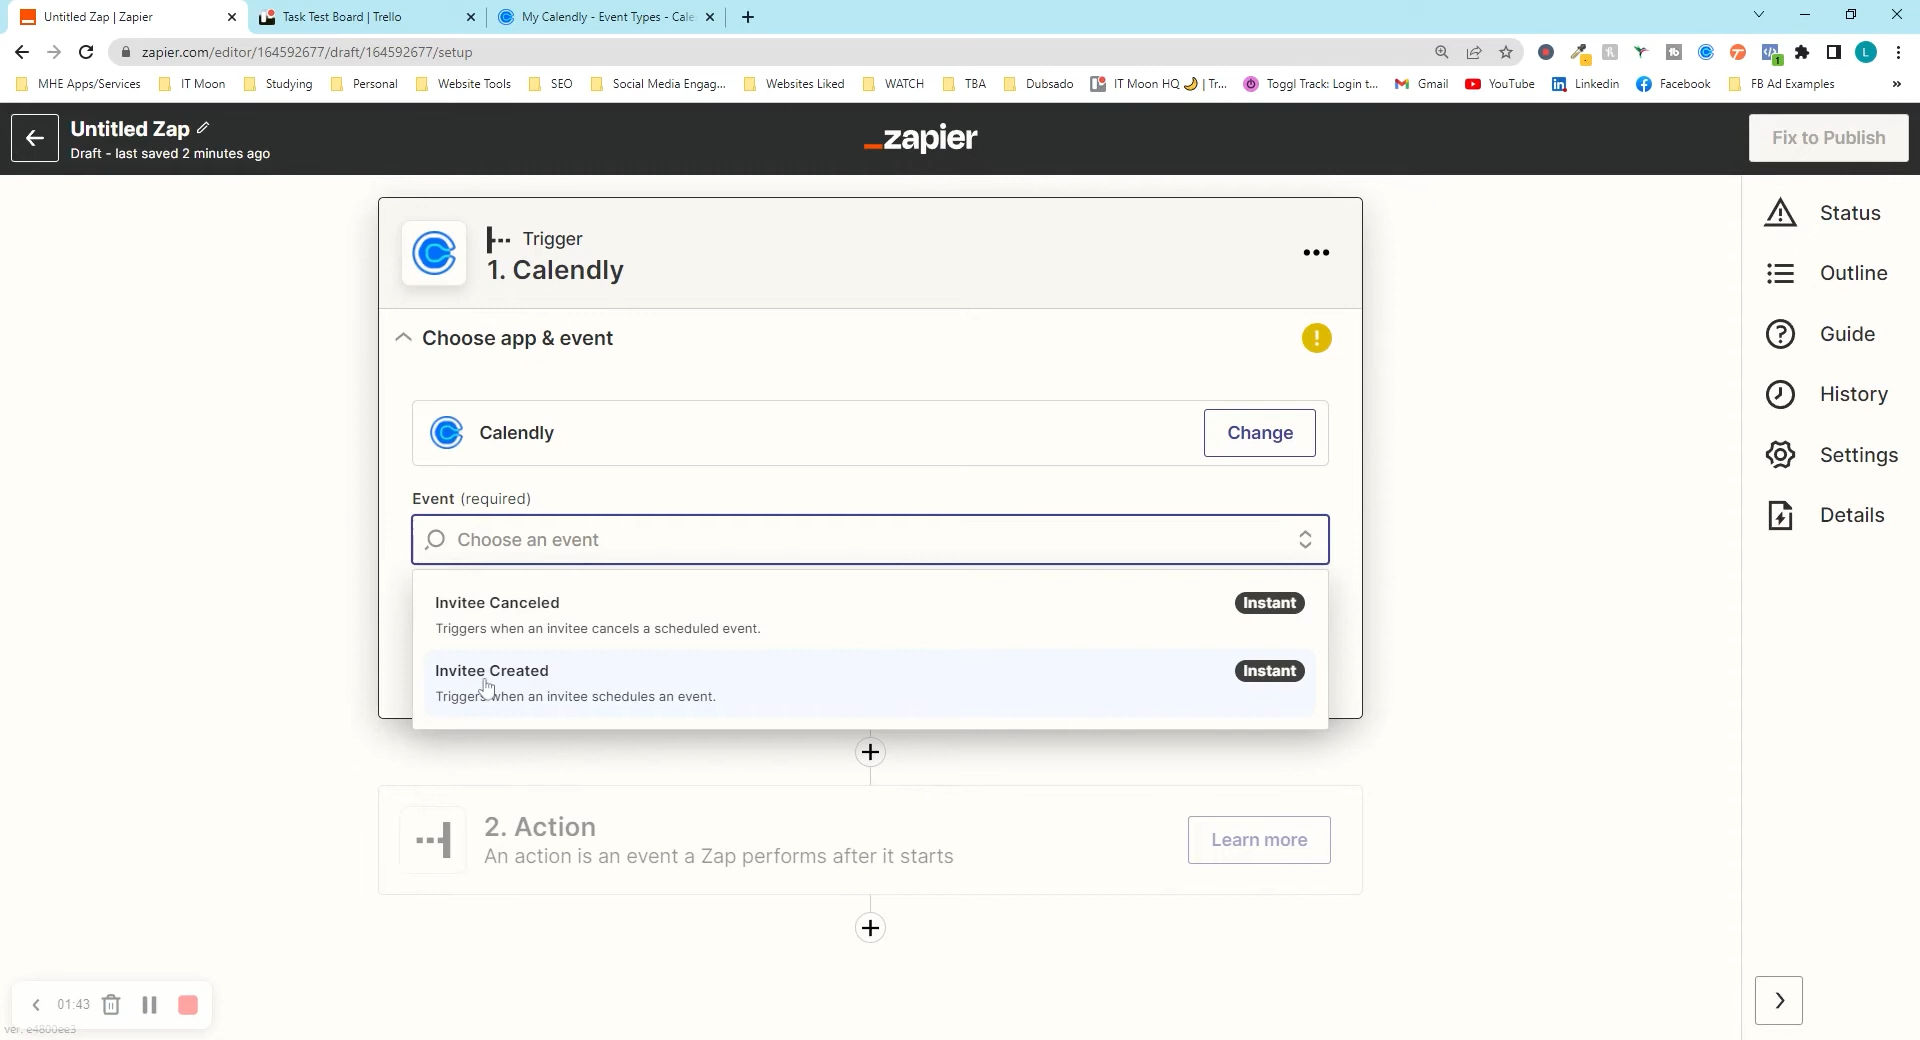 Untitled Zap | Zapier
Task Test Board | Trello
My Calendly - Event Types - Cale
zapier.com/editor/164592677/draft/164592677/setup
MHE Apps/Services
IT Moon
Studying
Personal
Website Tools
SEO
Social Media Engag...
Websites Liked
WATCH
TBA
Dubsado
IT Moon HQ 🌙 | Tr...
Toggl Track: Login t...
Gmail
YouTube
Linkedin
Facebook
FB Ad Examples
»
Untitled Zap
Draft - last saved 2 minutes ago
_zapier
Fix to Publish
Trigger
1. Calendly
Choose app & event
Calendly
Change
Event (required)
Choose an event
Invitee Canceled
Instant
Triggers when an invitee cancels a scheduled event.
Invitee Created
Instant
Triggers when an invitee schedules an event.
2. Action
An action is an event a Zap performs after it starts
Learn more
Status
Outline
Guide
History
Settings
Details
01:43
ver. e4800ee3